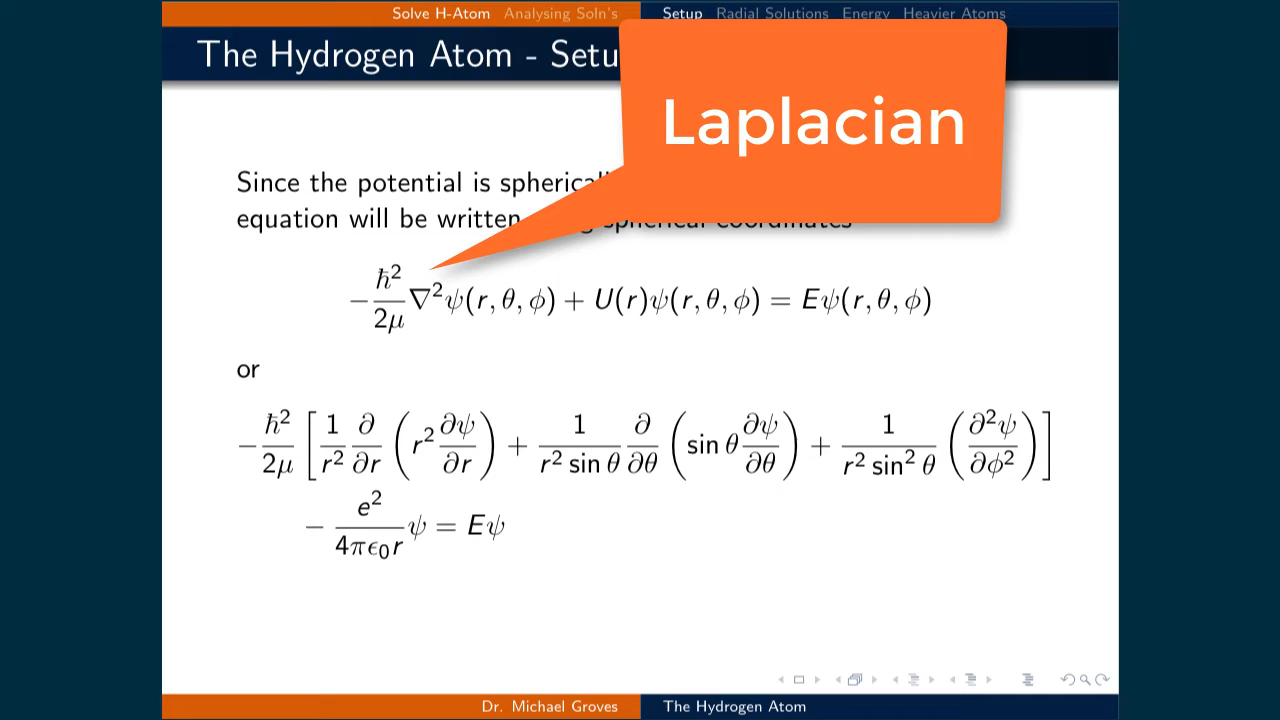 Solve H-Atom Analysing Soln's Setup Radial Solutions Energy Heavier Atoms
The Hydrogen Atom - Setu
Laplacian
Since the potential is
equation will be written spherical coordinates
−ħ²/2μ ∇²ψ(r, θ, ϕ) + U(r)ψ(r, θ, ϕ) = Eψ(r, θ, ϕ)
or
−ħ²/2μ [1/r² ∂/∂r (r² ∂ψ/∂r) + 1/(r² sin θ) ∂/∂θ (sin θ ∂ψ/∂θ) + 1/(r² sin² θ) (∂²ψ/∂ϕ²)]
− e²/(4πϵ₀r) ψ = Eψ
Dr. Michael Groves The Hydrogen Atom